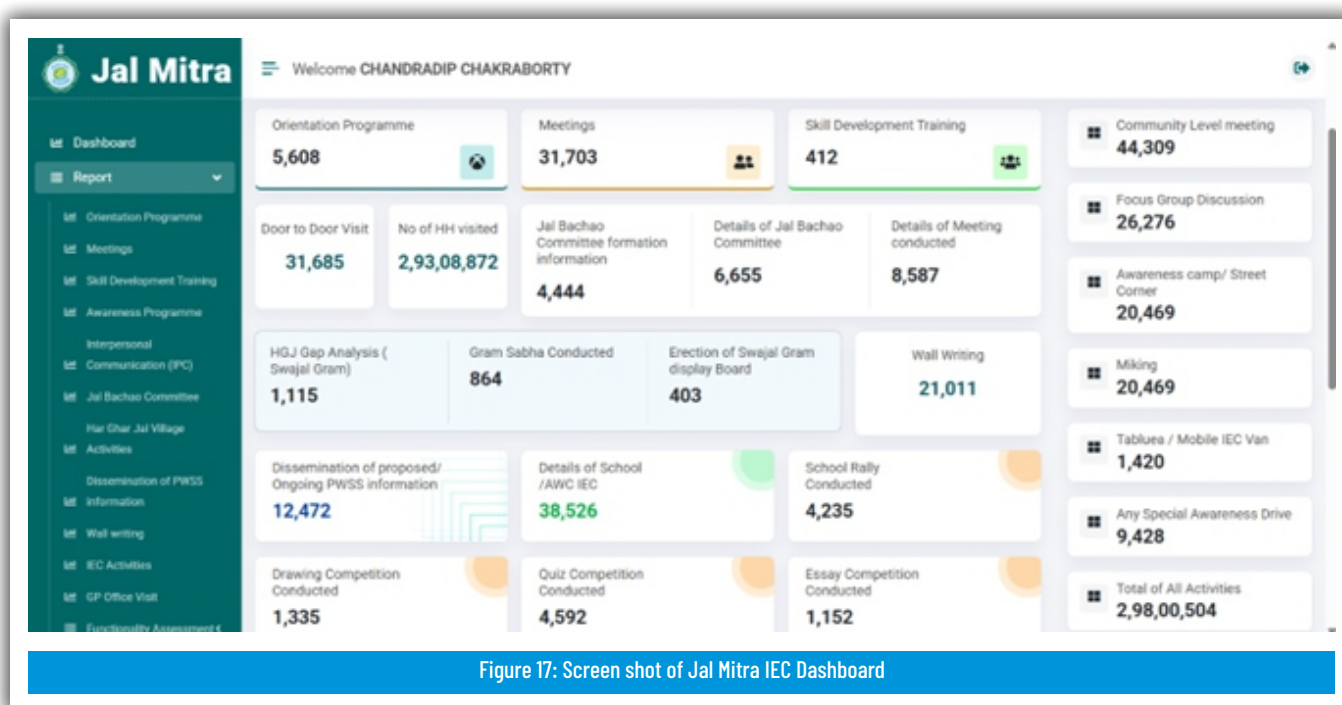 Jal Mitra
Welcome CHANDRADIP CHAKRABORTY
Dashboard
Report
Orientation Programme
Meetings
Skill Development Training
Awareness Programme
Interpersonal
Communication (IPC)
Jal Bachao Committee
Har Ghar Jal Village
Activities
Dissemination of PWSS
information
Wall writing
IEC Activities
GP Office Visit
Functionality Assessment
Orientation Programme
5,608
Meetings
31,703
Skill Development Training
412
Door to Door Visit
31,685
No of HH visited
2,93,08,872
Jal Bachao
Committee formation
information
4,444
Details of Jal Bachao
Committee
6,655
Details of Meeting
conducted
8,587
HGJ Gap Analysis (
Swajal Gram)
1,115
Gram Sabha Conducted
864
Erection of Swajal Gram
display Board
403
Wall Writing
21,011
Dissemination of proposed/
Ongoing PWSS information
12,472
Details of School
/AWC IEC
38,526
School Rally
Conducted
4,235
Drawing Competition
Conducted
1,335
Quiz Competition
Conducted
4,592
Essay Competition
Conducted
1,152
Community Level meeting
44,309
Focus Group Discussion
26,276
Awareness camp/ Street
Corner
20,469
Miking
20,469
Tabluea / Mobile IEC Van
1,420
Any Special Awareness Drive
9,428
Total of All Activities
2,98,00,504
Figure 17: Screen shot of Jal Mitra IEC Dashboard